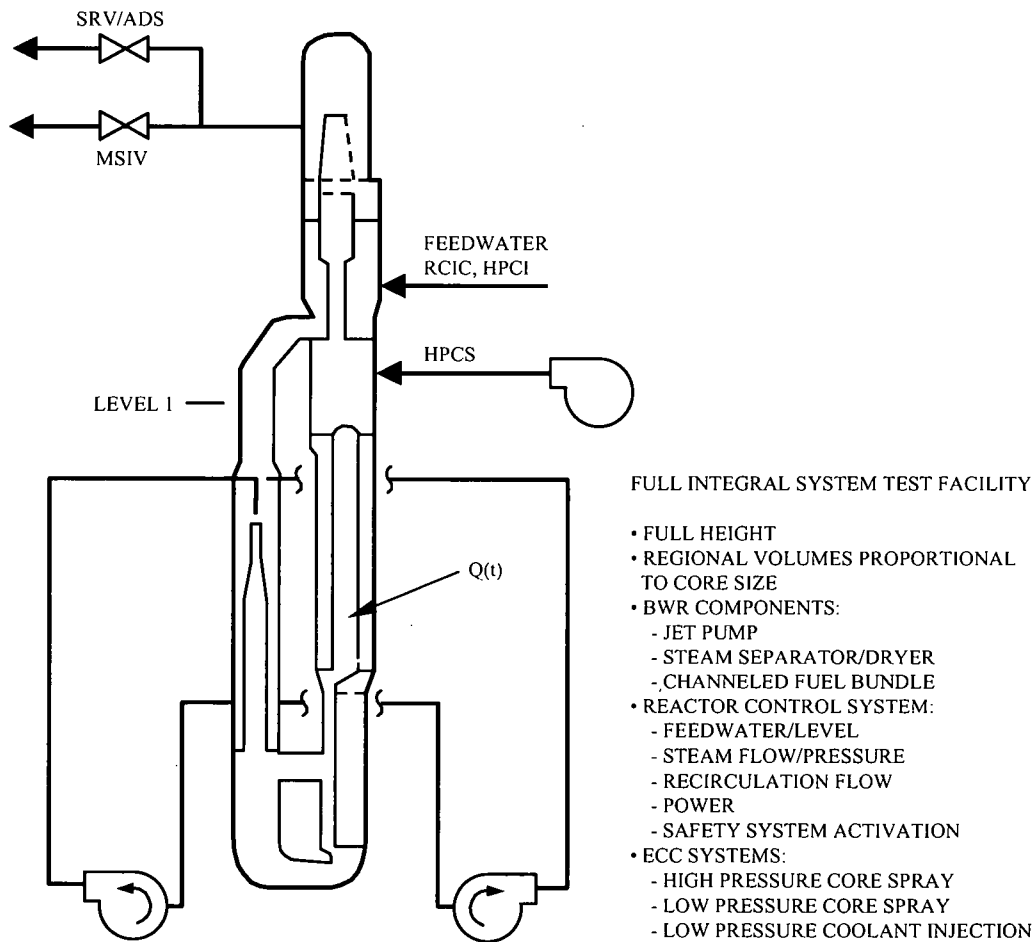 SRV/ADS
MSIV
FEEDWATER
RCIC, HPCI
HPCS
LEVEL 1
Q(t)
FULL INTEGRAL SYSTEM TEST FACILITY
• FULL HEIGHT
• REGIONAL VOLUMES PROPORTIONAL
TO CORE SIZE
• BWR COMPONENTS:
- JET PUMP
- STEAM SEPARATOR/DRYER
- CHANNELED FUEL BUNDLE
• REACTOR CONTROL SYSTEM:
- FEEDWATER/LEVEL
- STEAM FLOW/PRESSURE
- RECIRCULATION FLOW
- POWER
- SAFETY SYSTEM ACTIVATION
• ECC SYSTEMS:
- HIGH PRESSURE CORE SPRAY
- LOW PRESSURE CORE SPRAY
- LOW PRESSURE COOLANT INJECTION